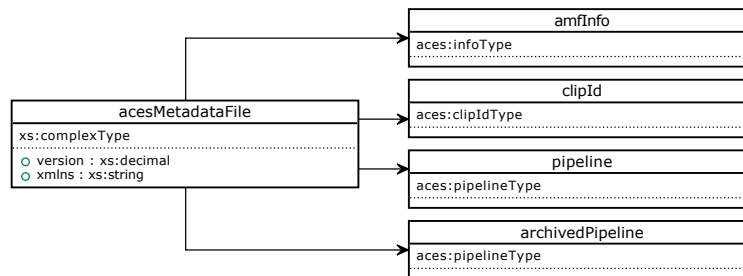 amfInfo
aces:infoType
clipId
aces:clipIdType
acesMetadataFile
xs:complexType
version : xs:decimal
xmlns : xs:string
pipeline
aces:pipelineType
archivedPipeline
aces:pipelineType